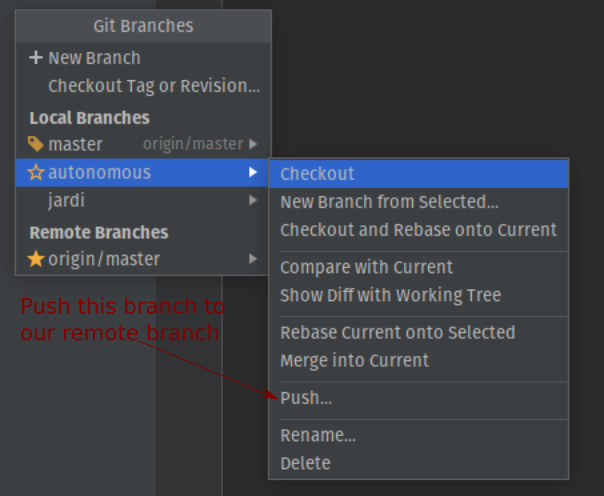 Git Branches
+ New Branch
Checkout Tag or Revision...
Local Branches
master origin/master
autonomous
jardi
Remote Branches
origin/master
Checkout
New Branch from Selected...
Checkout and Rebase onto Current
Compare with Current
Show Diff with Working Tree
Rebase Current onto Selected
Merge into Current
Push...
Rename...
Delete
Push this branch to
our remote branch